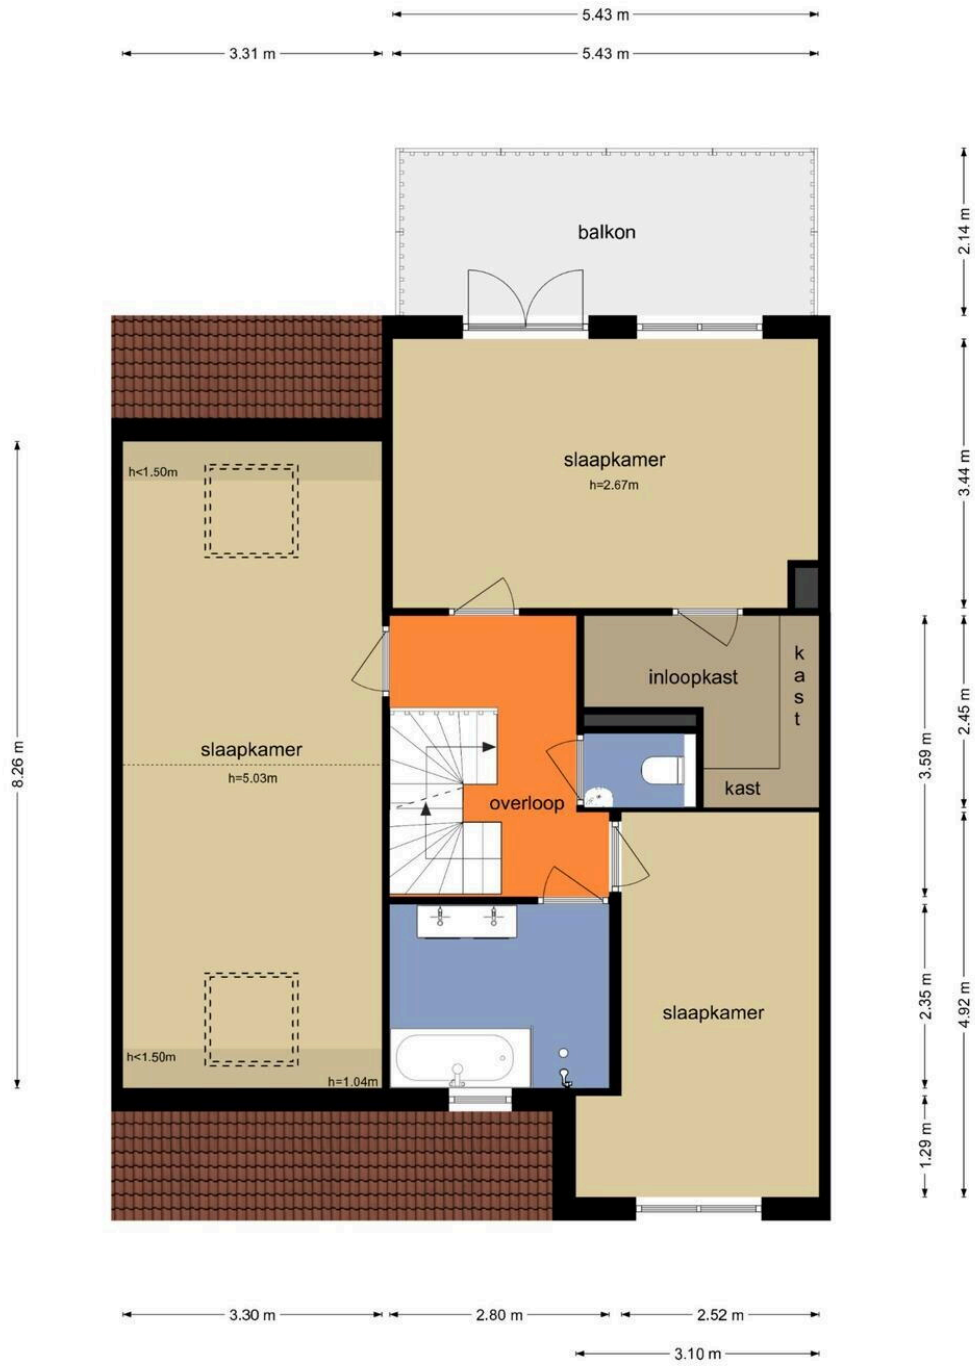 5.43 m
3.31 m
5.43 m
balkon
2.14 m
h<1.50m
slaapkamer
h=2.67m
3.44 m
inloopkast
k
a
s
t
2.45 m
3.59 m
slaapkamer
h=5.03m
8.26 m
kast
overloop
slaapkamer
2.35 m
4.92 m
h<1.50m
h=1.04m
1.29 m
3.30 m
2.80 m
2.52 m
3.10 m